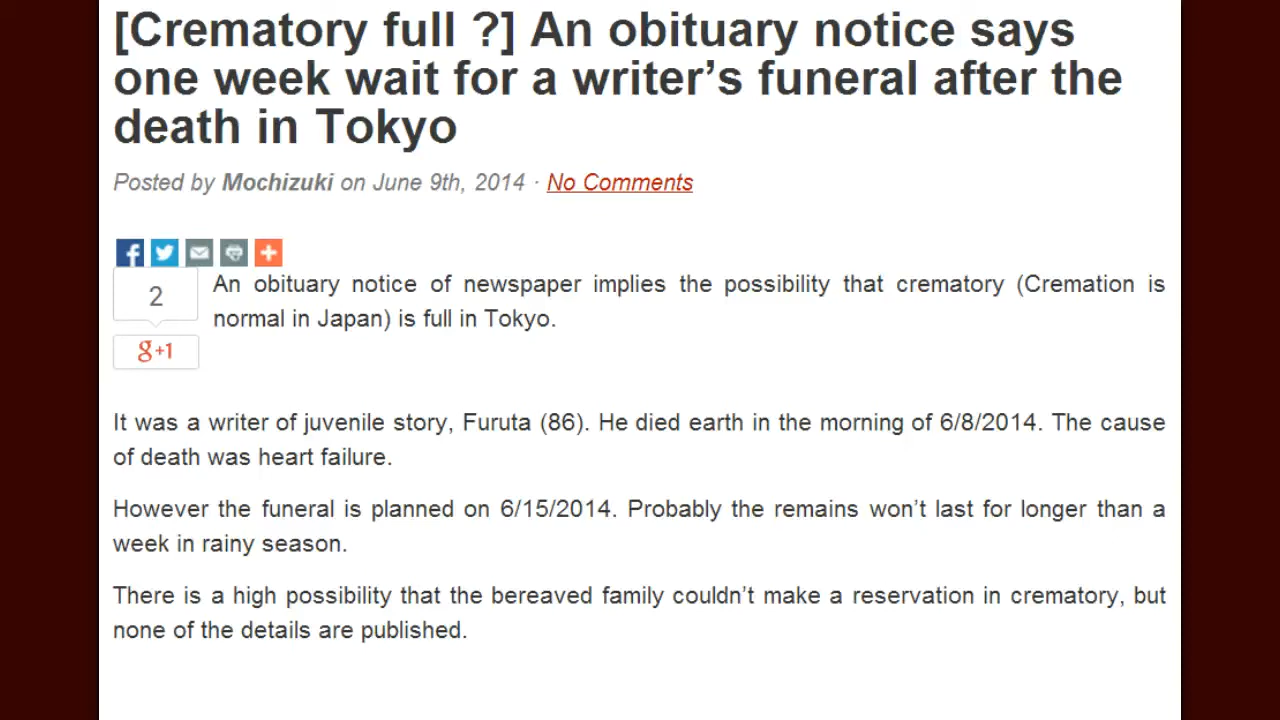 [Crematory full ?] An obituary notice says
one week wait for a writer’s funeral after the
death in Tokyo
Posted by Mochizuki on June 9th, 2014 · No Comments
2
g+1
An obituary notice of newspaper implies the possibility that crematory (Cremation is
normal in Japan) is full in Tokyo.
It was a writer of juvenile story, Furuta (86). He died earth in the morning of 6/8/2014. The cause
of death was heart failure.
However the funeral is planned on 6/15/2014. Probably the remains won’t last for longer than a
week in rainy season.
There is a high possibility that the bereaved family couldn’t make a reservation in crematory, but
none of the details are published.